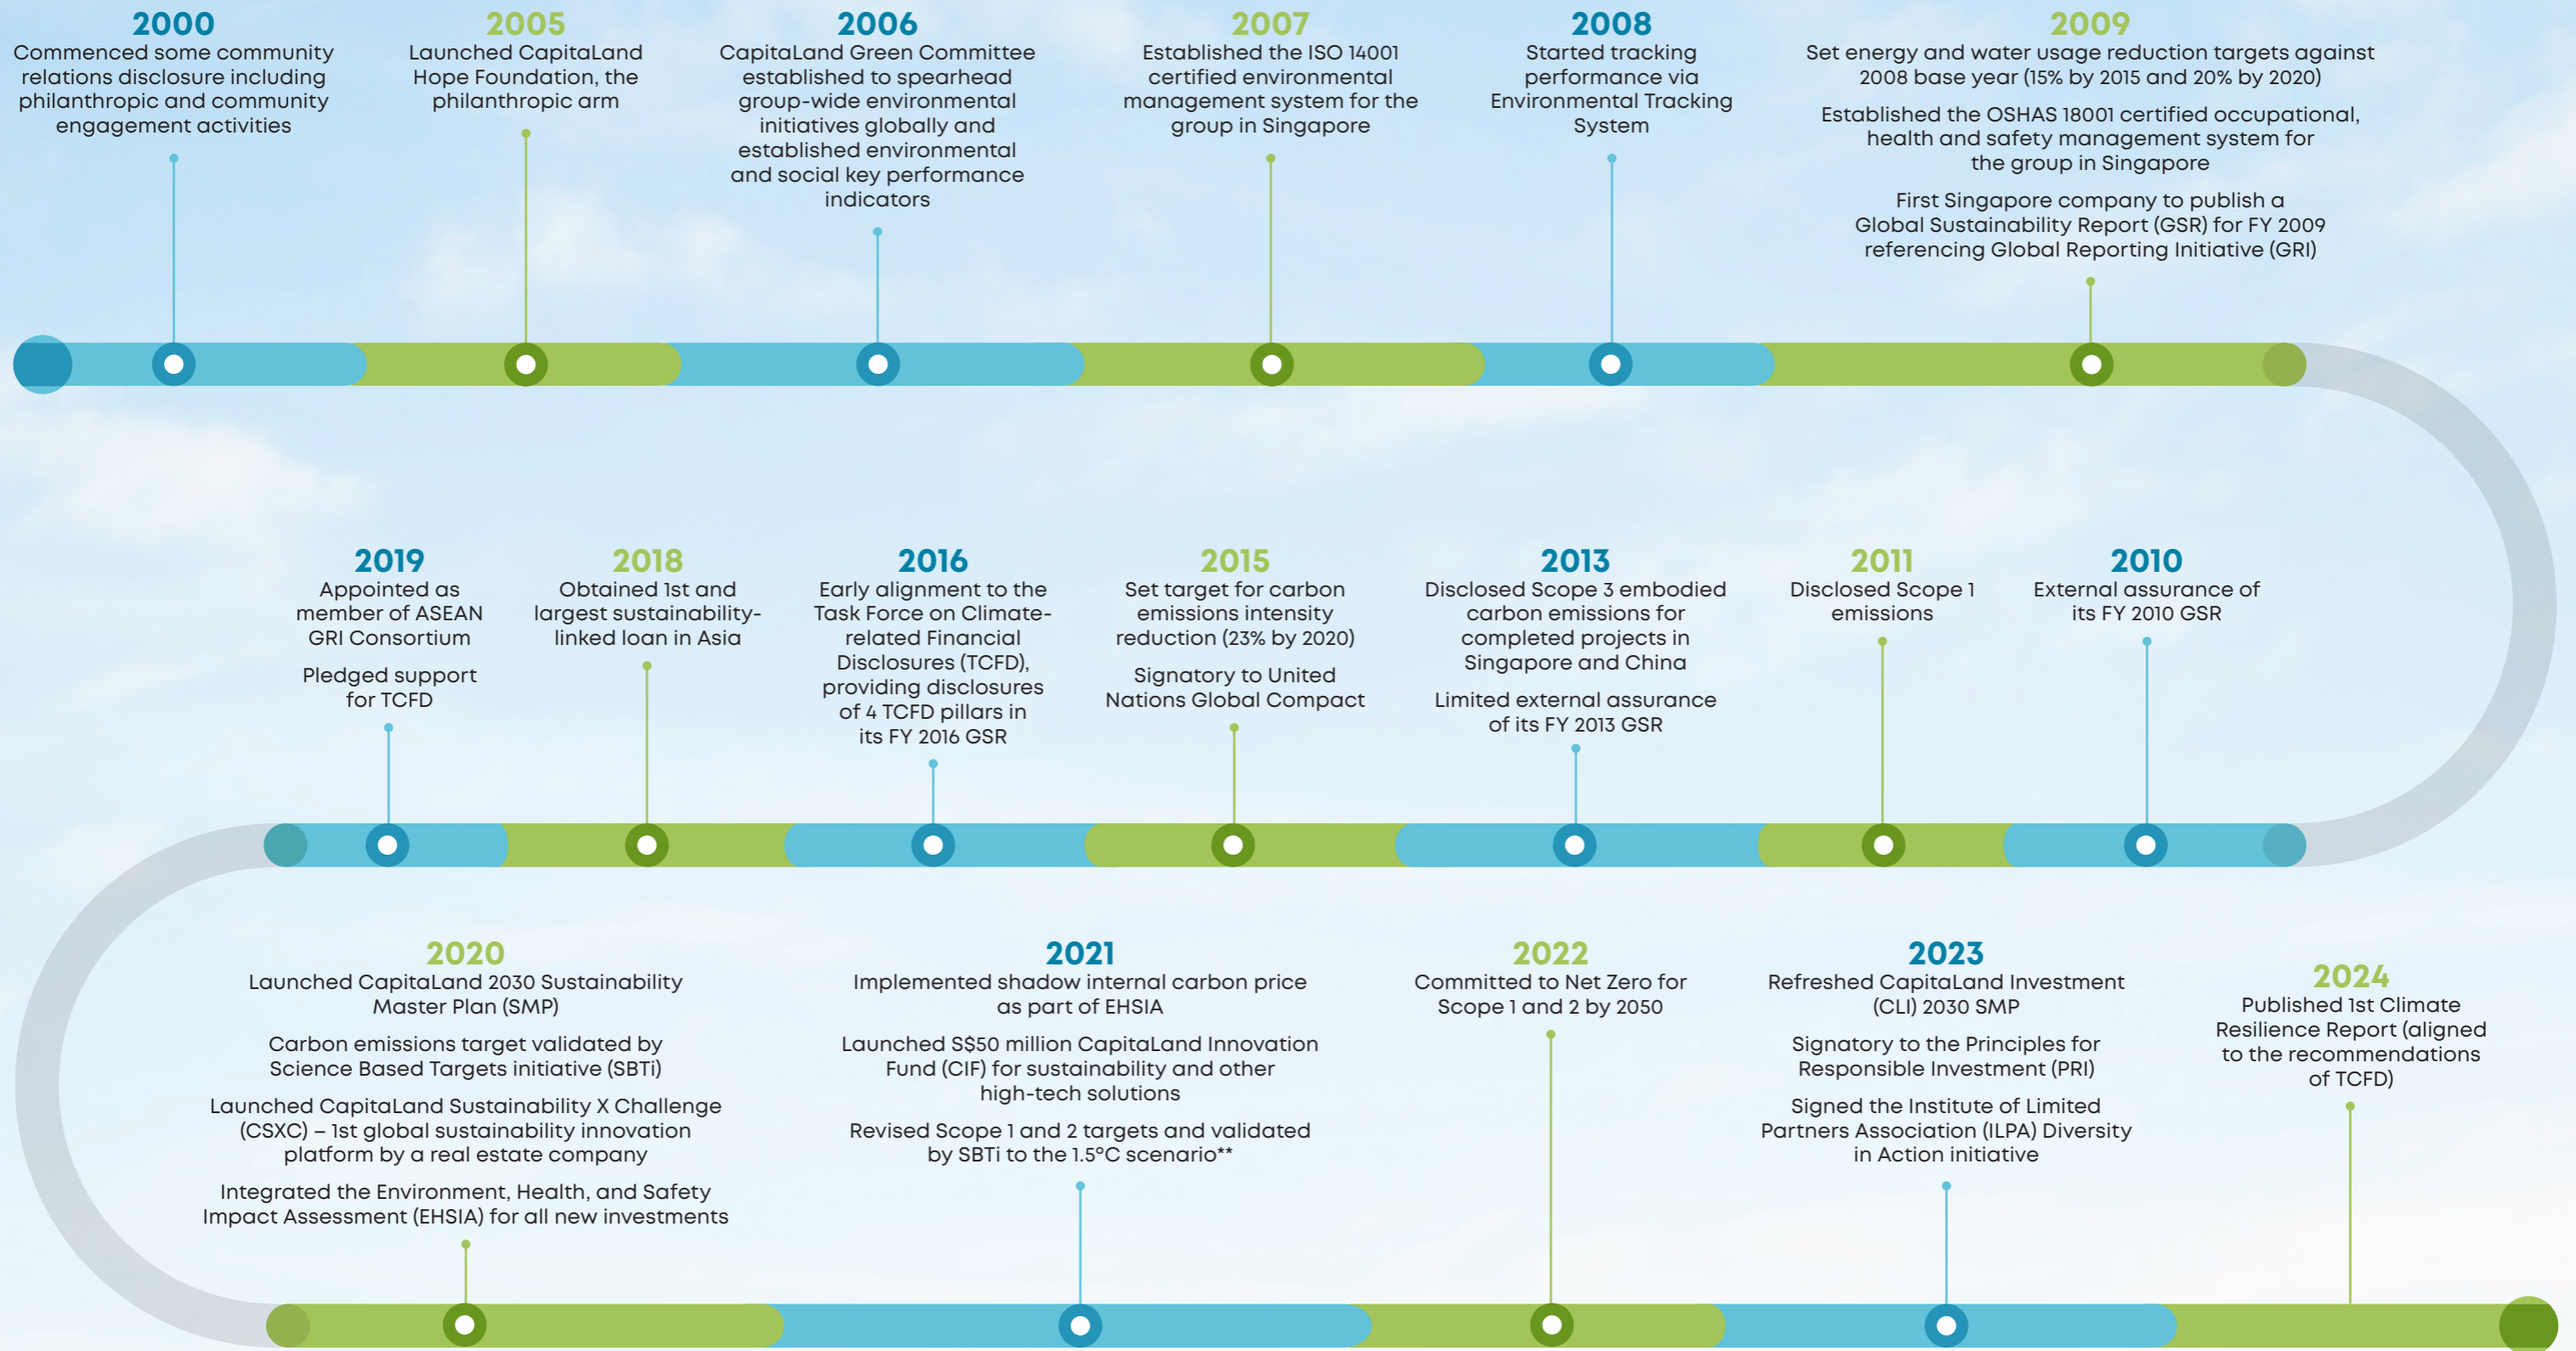 2000
Commenced some community
relations disclosure including
philanthropic and community
engagement activities
2005
Launched CapitaLand
Hope Foundation, the
philanthropic arm
2006
CapitaLand Green Committee
established to spearhead
group-wide environmental
initiatives globally and
established environmental
and social key performance
indicators
2007
Established the ISO 14001
certified environmental
management system for the
group in Singapore
2008
Started tracking
performance via
Environmental Tracking
System
2009
Set energy and water usage reduction targets against
2008 base year (15% by 2015 and 20% by 2020)
Established the OSHAS 18001 certified occupational,
health and safety management system for
the group in Singapore
First Singapore company to publish a
Global Sustainability Report (GSR) for FY 2009
referencing Global Reporting Initiative (GRI)
2019
Appointed as
member of ASEAN
GRI Consortium
Pledged support
for TCFD
2018
Obtained 1st and
largest sustainability-
linked loan in Asia
2016
Early alignment to the
Task Force on Climate-
related Financial
Disclosures (TCFD),
providing disclosures
of 4 TCFD pillars in
its FY 2016 GSR
2015
Set target for carbon
emissions intensity
reduction (23% by 2020)
Signatory to United
Nations Global Compact
2013
Disclosed Scope 3 embodied
carbon emissions for
completed projects in
Singapore and China
Limited external assurance
of its FY 2013 GSR
2011
Disclosed Scope 1
emissions
2010
External assurance of
its FY 2010 GSR
2020
Launched CapitaLand 2030 Sustainability
Master Plan (SMP)
Carbon emissions target validated by
Science Based Targets initiative (SBTi)
Launched CapitaLand Sustainability X Challenge
(CSXC) – 1st global sustainability innovation
platform by a real estate company
Integrated the Environment, Health, and Safety
Impact Assessment (EHSIA) for all new investments
2021
Implemented shadow internal carbon price
as part of EHSIA
Launched S$50 million CapitaLand Innovation
Fund (CIF) for sustainability and other
high-tech solutions
Revised Scope 1 and 2 targets and validated
by SBTi to the 1.5°C scenario**
2022
Committed to Net Zero for
Scope 1 and 2 by 2050
2023
Refreshed CapitaLand Investment
(CLI) 2030 SMP
Signatory to the Principles for
Responsible Investment (PRI)
Signed the Institute of Limited
Partners Association (ILPA) Diversity
in Action initiative
2024
Published 1st Climate
Resilience Report (aligned
to the recommendations
of TCFD)